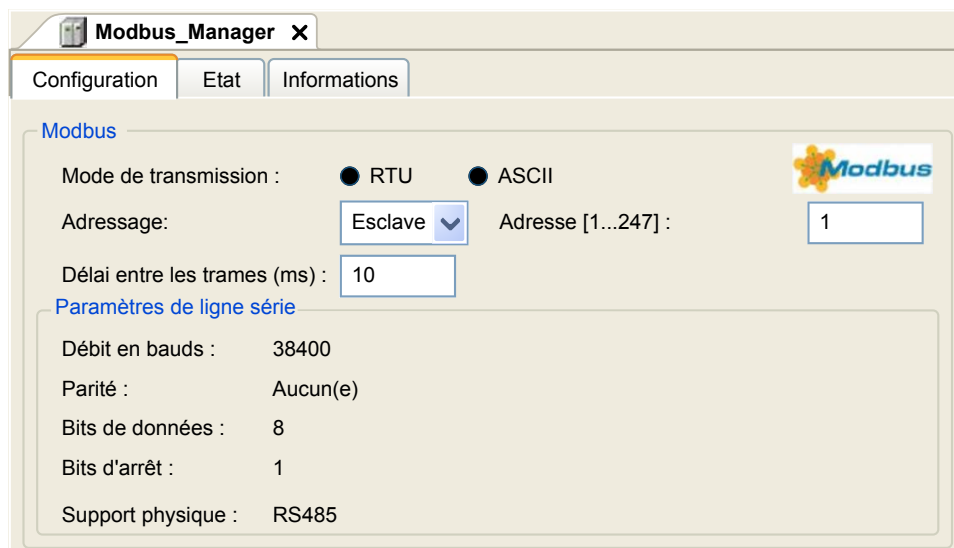 Modbus_Manager X
Configuration Etat Informations
Modbus
Mode de transmission : RTU ASCII
Modbus
Adressage: Esclave Adresse [1...247] : 1
Délai entre les trames (ms) : 10
Paramètres de ligne série
Débit en bauds : 38400
Parité : Aucun(e)
Bits de données : 8
Bits d'arrêt : 1
Support physique : RS485